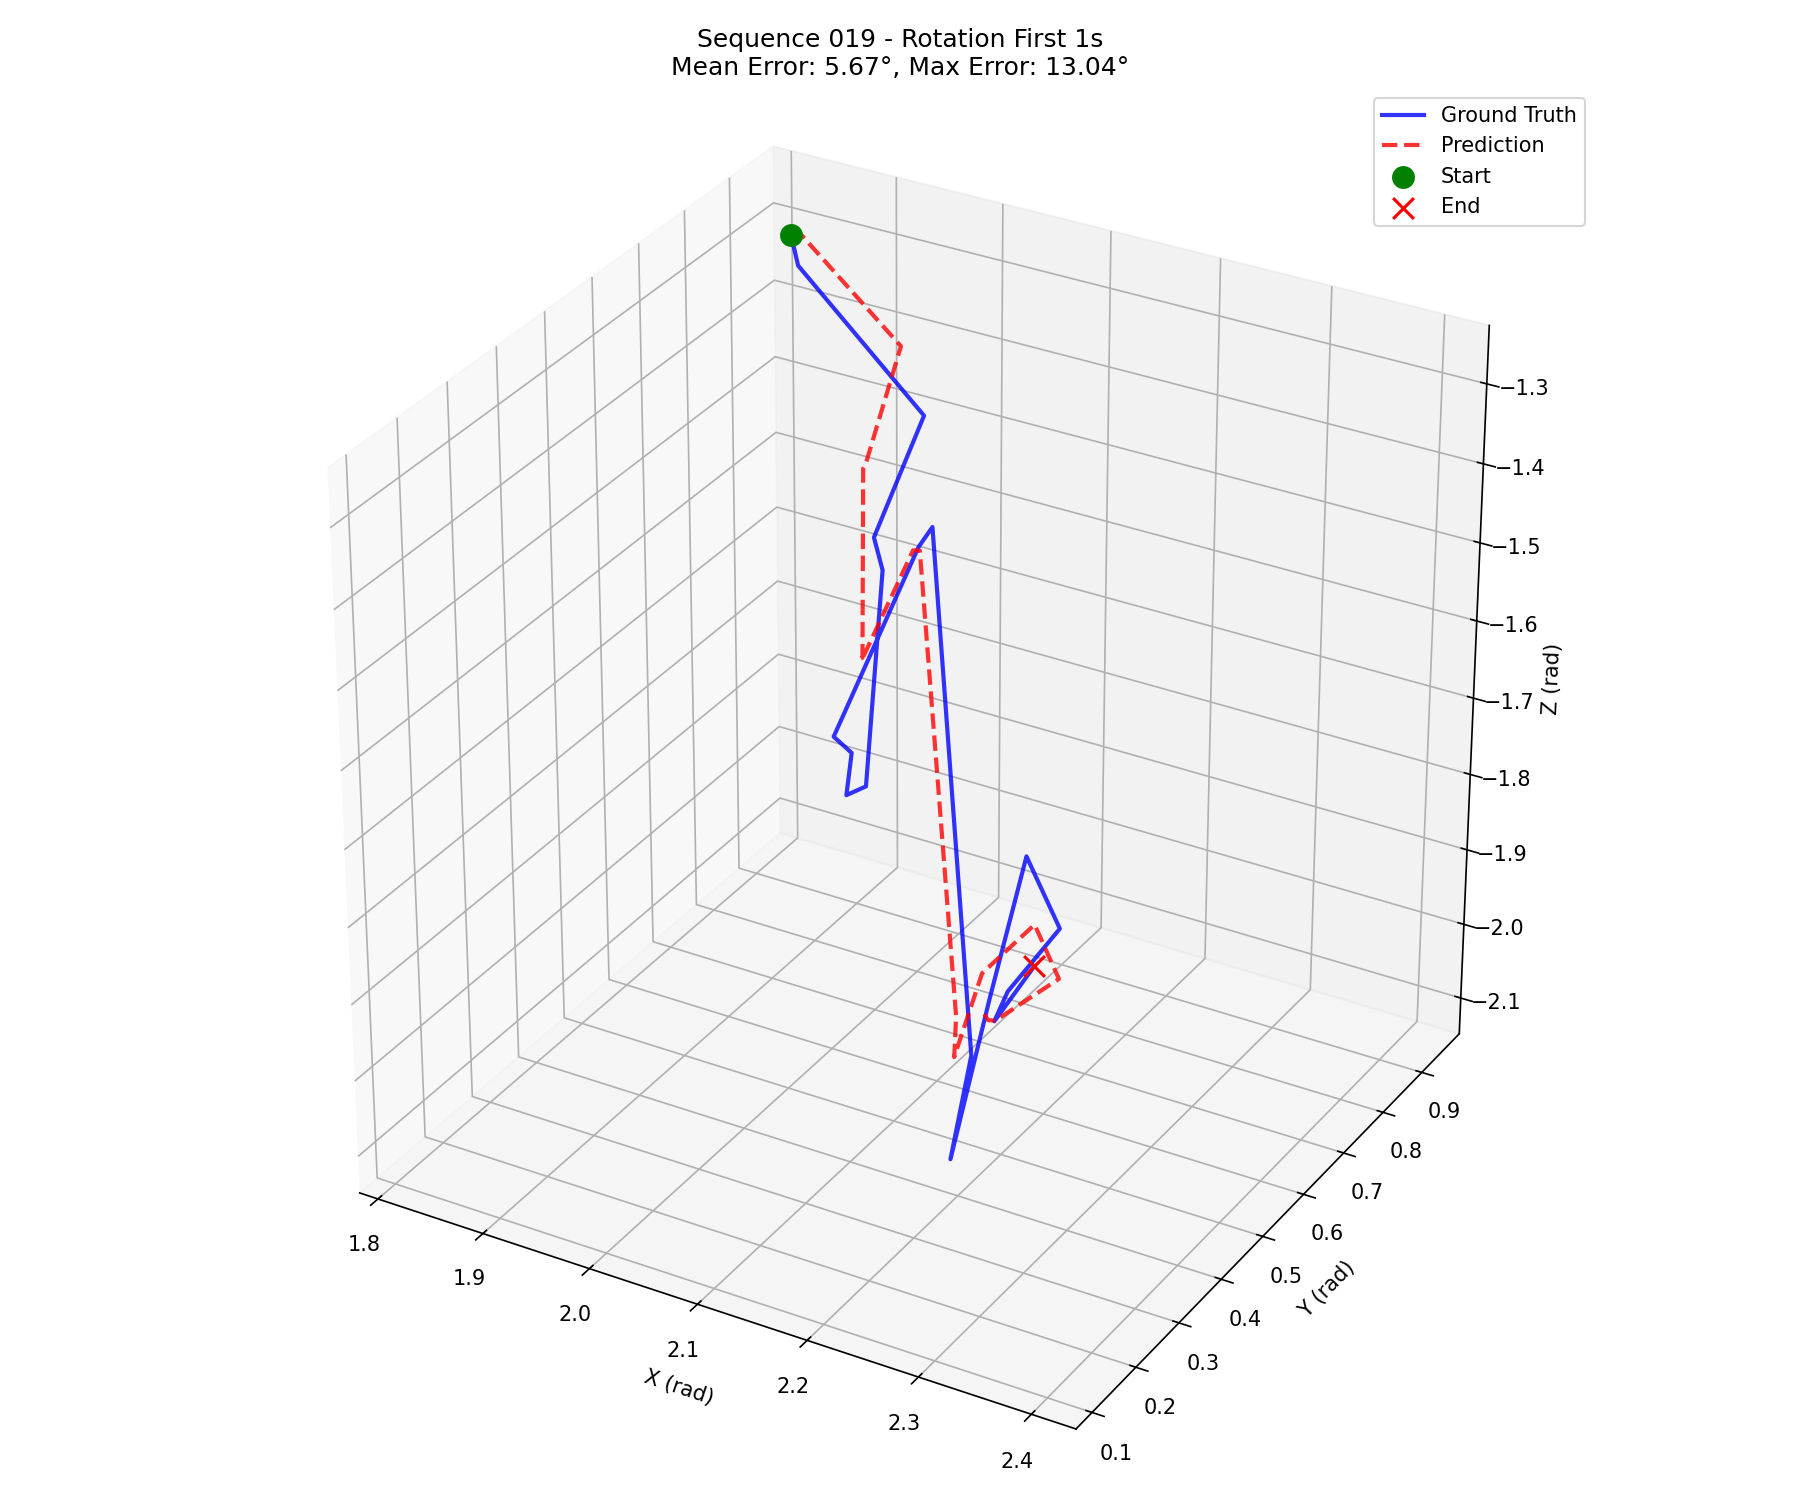 Sequence 019 - Rotation First 1s
Mean Error: 5.67°, Max Error: 13.04°
Ground Truth
Prediction
Start
End
−1.3
−1.4
−1.5
−1.6
−1.7
−1.8
−1.9
−2.0
−2.1
Z (rad)
0.9
0.8
0.7
0.6
0.5
0.4
0.3
0.2
0.1
Y (rad)
1.8
1.9
2.0
2.1
2.2
2.3
2.4
X (rad)